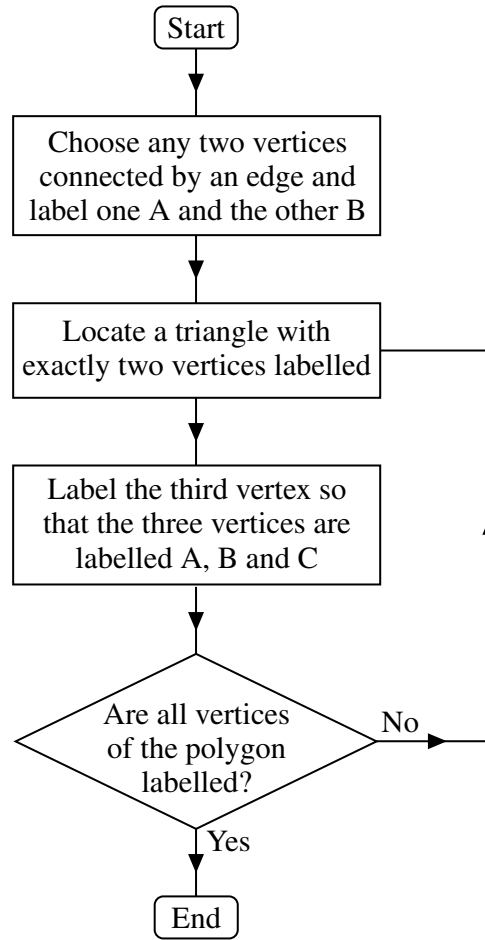 Start
Choose any two vertices
connected by an edge and
label one A and the other B
Locate a triangle with
exactly two vertices labelled
Label the third vertex so
that the three vertices are
labelled A, B and C
Are all vertices
of the polygon
labelled?
No
Yes
End